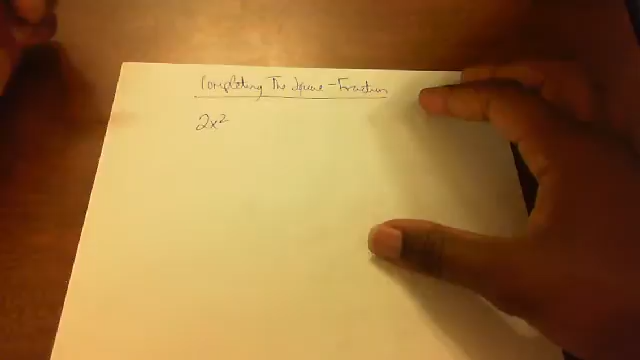 Completing The Square - Fractions
2x²